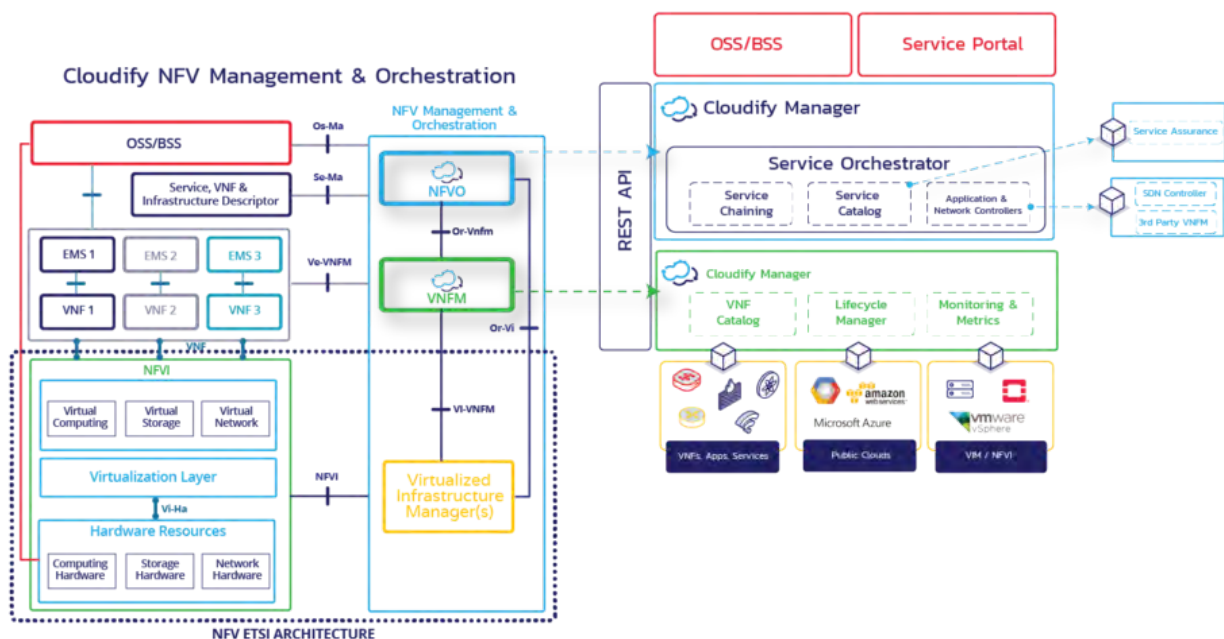 Cloudify NFV Management & Orchestration
OSS/BSS
Os-Ma
Service, VNF &
Infrastructure Descriptor
Se-Ma
EMS 1
EMS 2
EMS 3
VNF 1
VNF 2
VNF 3
Ve-VNFM
VNF
NFVI
Virtual
Computing
Virtual
Storage
Virtual
Network
Virtualization Layer
Vi-Ha
NFVI
Hardware Resources
Computing
Hardware
Storage
Hardware
Network
Hardware
NFV ETSI ARCHITECTURE
NFV Management &
Orchestration
NFVO
Or-Vnfm
VNFM
Or-Vi
VI-VNFM
Virtualized
Infrastructure
Manager(s)
REST API
OSS/BSS
Service Portal
Cloudify Manager
Service Orchestrator
Service
Chaining
Service
Catalog
Application &
Network Controllers
Service Assurance
SDN Controller
3rd Party VNFM
Cloudify Manager
VNF
Catalog
Lifecycle
Manager
Monitoring &
Metrics
VNFs, Apps, Services
amazon
webservices
Microsoft Azure
Public Clouds
vmware
vSphere
VIM / NFVI